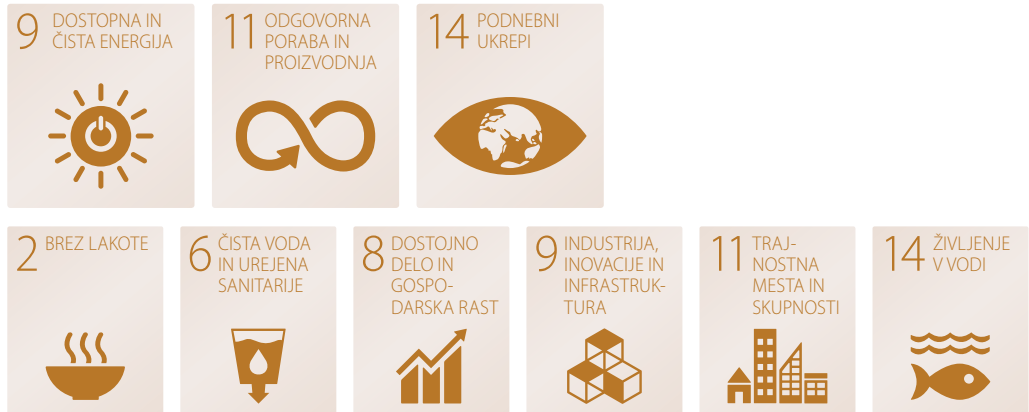 9 DOSTOPNA IN
ČISTA ENERGIJA
11 ODGOVORNA
PORABA IN
PROIZVODNJA
14 PODNEBNI
UKREPI
2 BREZ LAKOTE
6 ČISTA VODA
IN UREJENA
SANITARIJE
8 DOSTOJNO
DELO IN
GOSPO-
DARSKA RAST
9 INDUSTRIJA,
INOVACIJE IN
INFRASTRUK-
TURA
11 TRAJ-
NOSTNA
MESTA IN
SKUPNOSTI
14 ŽIVLJENJE
V VODI